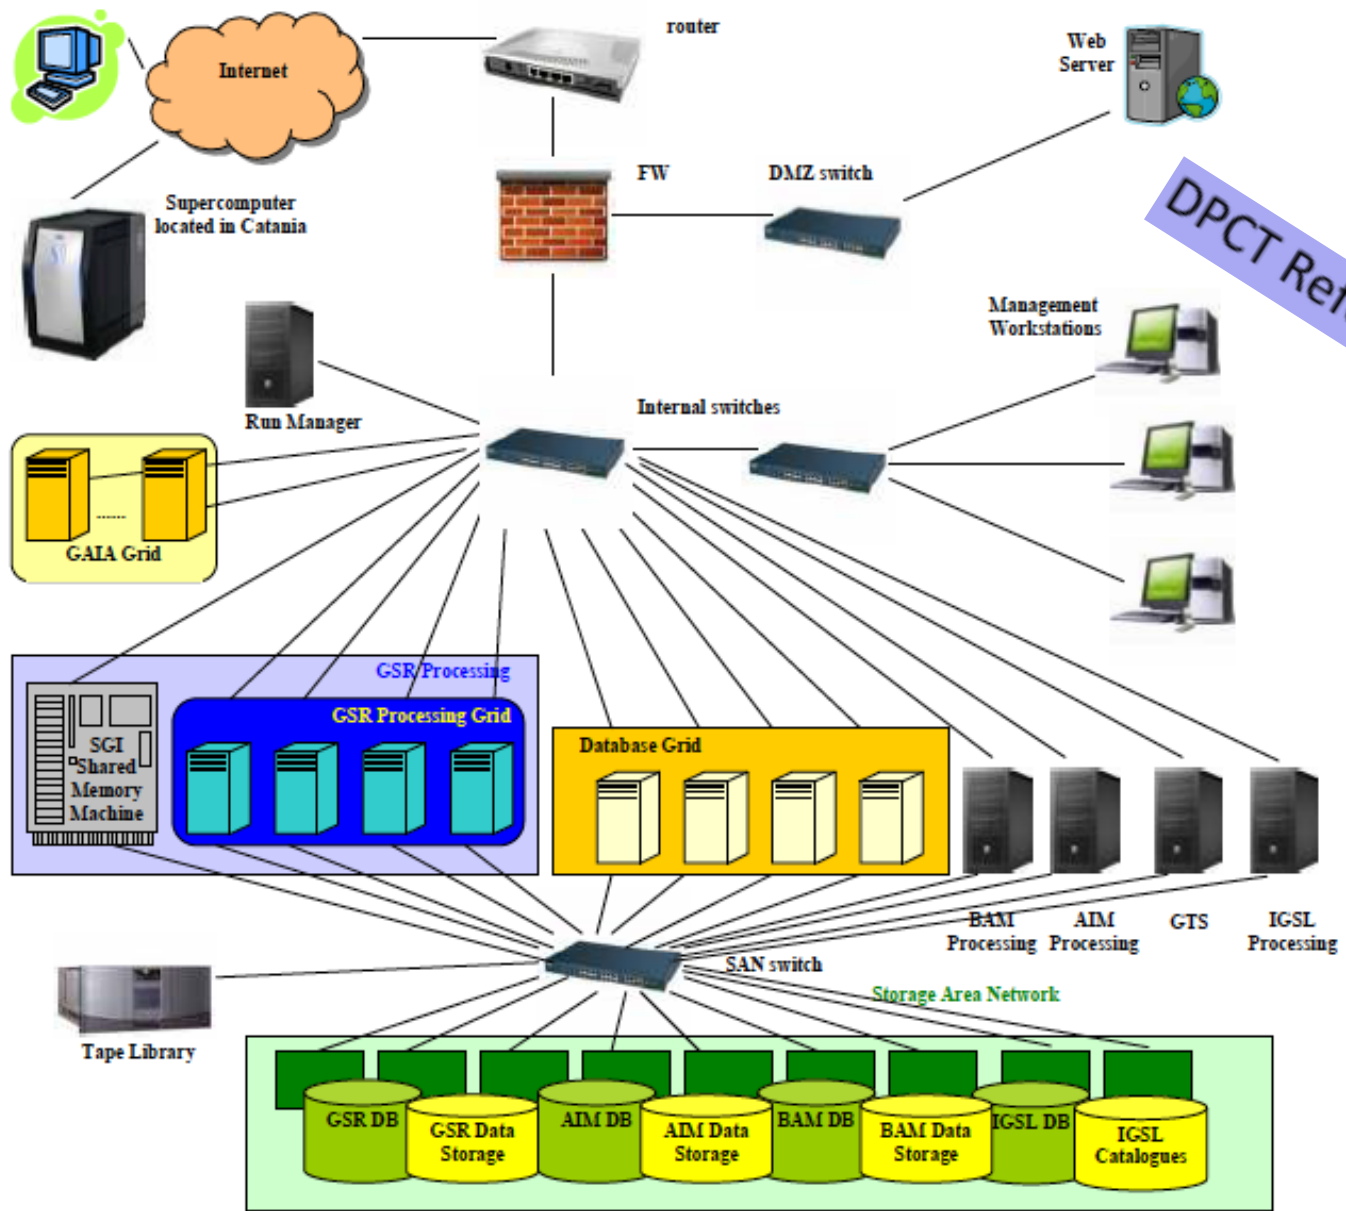 router
Web
Server
Internet
FW
DMZ switch
Supercomputer
located in Catania
DPCT
Management
Workstations
Internal switches
Run Manager
.......
GAIA Grid
GSR Processing
GSR Processing Grid
SGI
Shared
Memory
Machine
Database Grid
BAM
Processing
AIM
Processing
GTS
IGSL
Processing
SAN switch
Storage Area Network
Tape Library
GSR DB
GSR Data
Storage
AIM DB
AIM Data
Storage
BAM DB
BAM Data
Storage
IGSL DB
IGSL
Catalogues